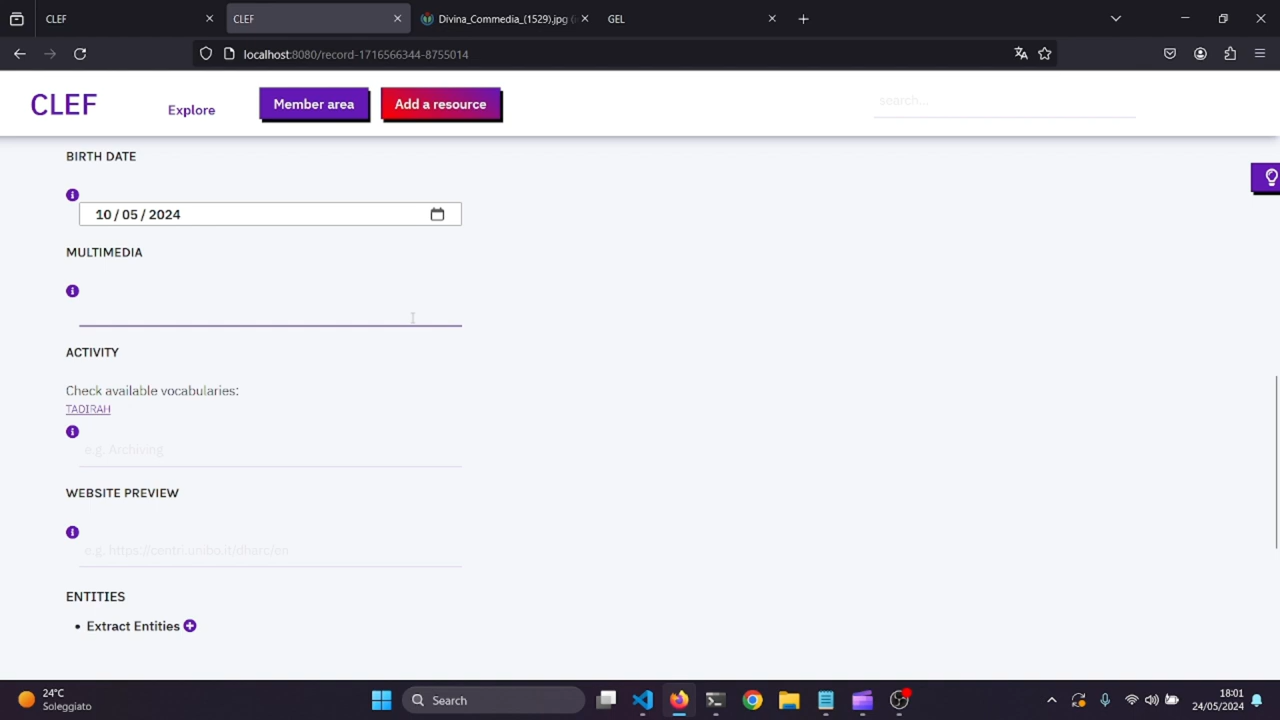 CLEF
CLEF
Divina_Commedia_(1529).jpg (i
GEL
localhost:8080/record-1716566344-8755014
CLEF
Explore
Member area
Add a resource
search...
BIRTH DATE
10 / 05 / 2024
MULTIMEDIA
ACTIVITY
Check available vocabularies:
TADIRAH
e.g. Archiving
WEBSITE PREVIEW
e.g. https://centri.unibo.it/dharc/en
ENTITIES
• Extract Entities
24°C
Soleggiato
Search
18:01
24/05/2024